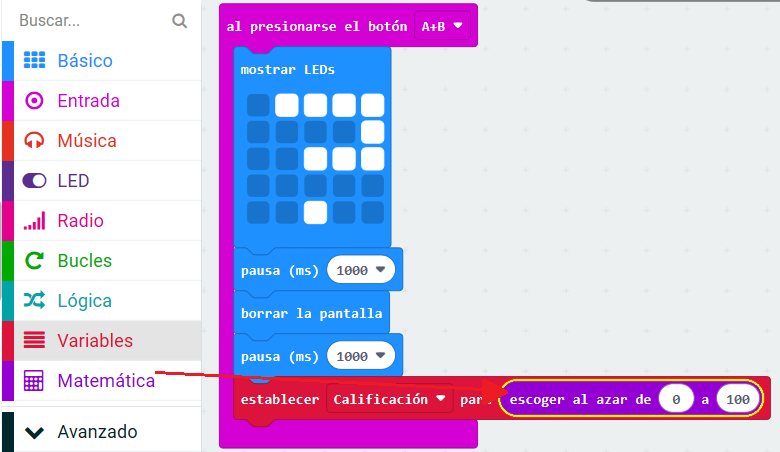 Buscar...
Básico
Entrada
Música
LED
Radio
Bucles
Lógica
Variables
Matemática
Avanzado
al presionarse el botón A+B
mostrar LEDs
pausa (ms) 1000
borrar la pantalla
pausa (ms) 1000
establecer Calificación par escoger al azar de 0 a 100